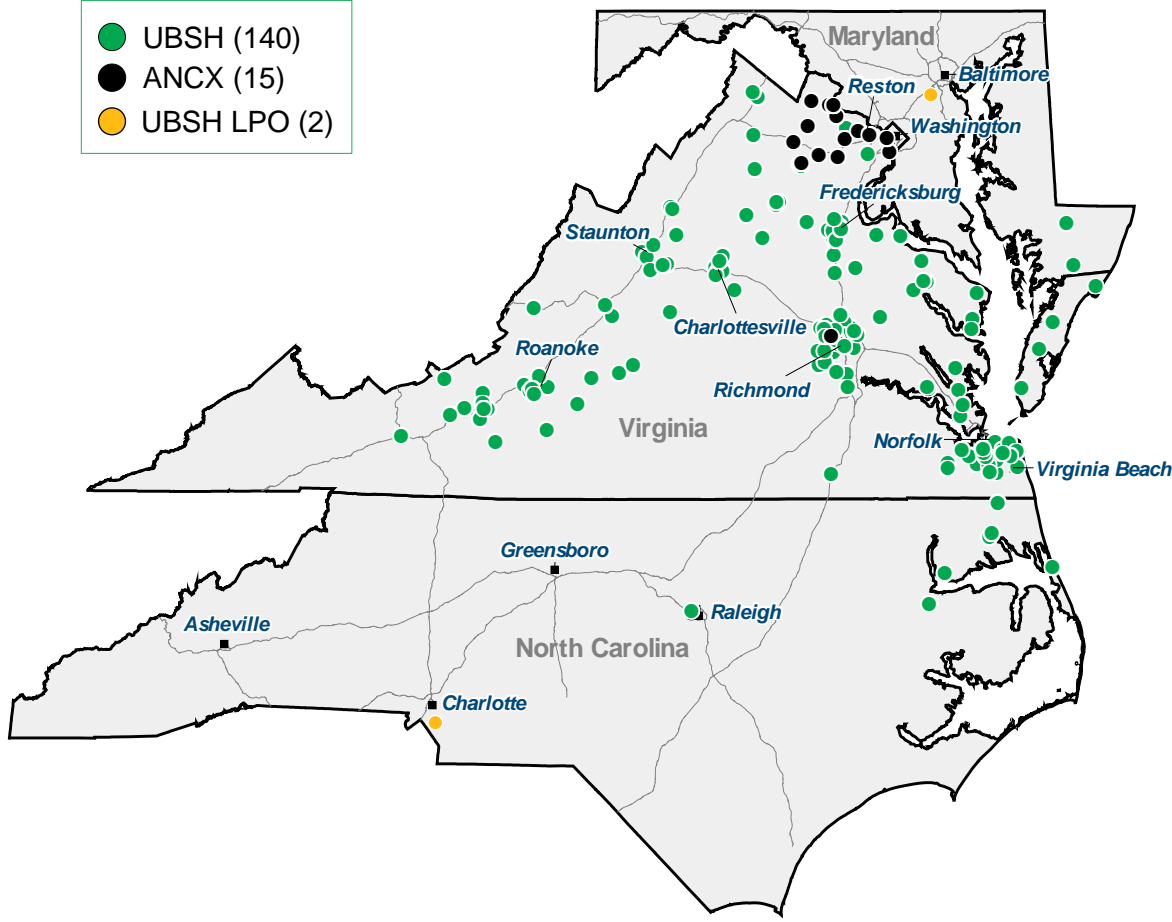 UBSH (140)
ANCX (15)
UBSH LPO (2)
Maryland
Baltimore
Reston
Washington
Fredericksburg
Staunton
Charlottesville
Roanoke
Richmond
Virginia
Norfolk
Virginia Beach
Greensboro
Raleigh
Asheville
North Carolina
Charlotte